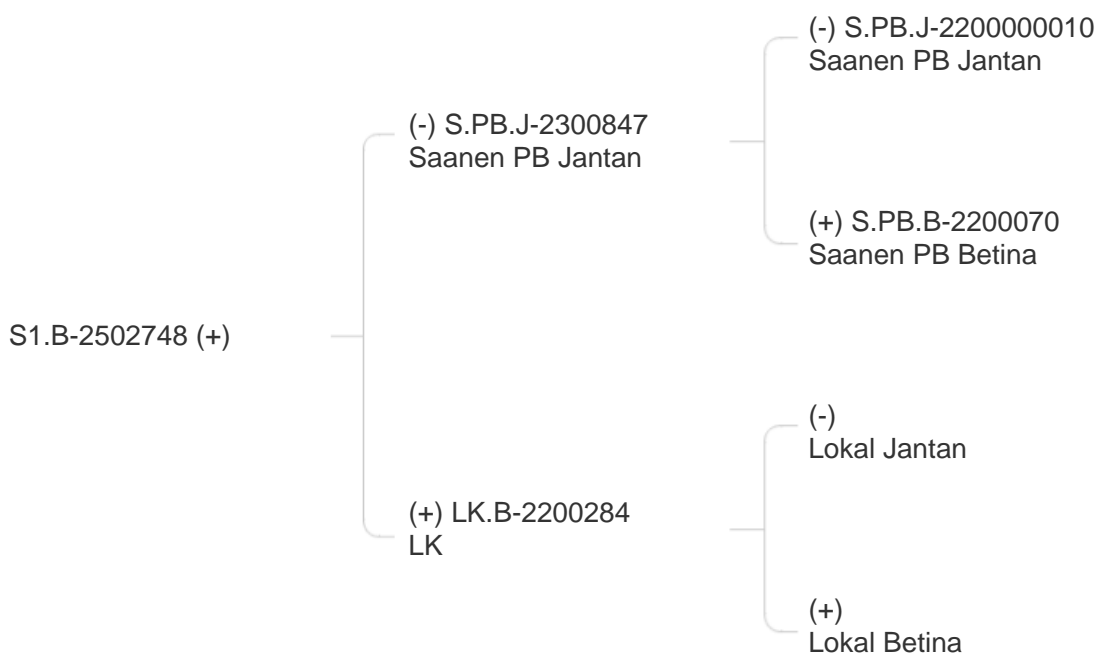 (-) S.PB.J-2200000010
Saanen PB Jantan
(-) S.PB.J-2300847
Saanen PB Jantan
(+) S.PB.B-2200070
Saanen PB Betina
S1.B-2502748 (+)
(-)
Lokal Jantan
(+) LK.B-2200284
LK
(+)
Lokal Betina